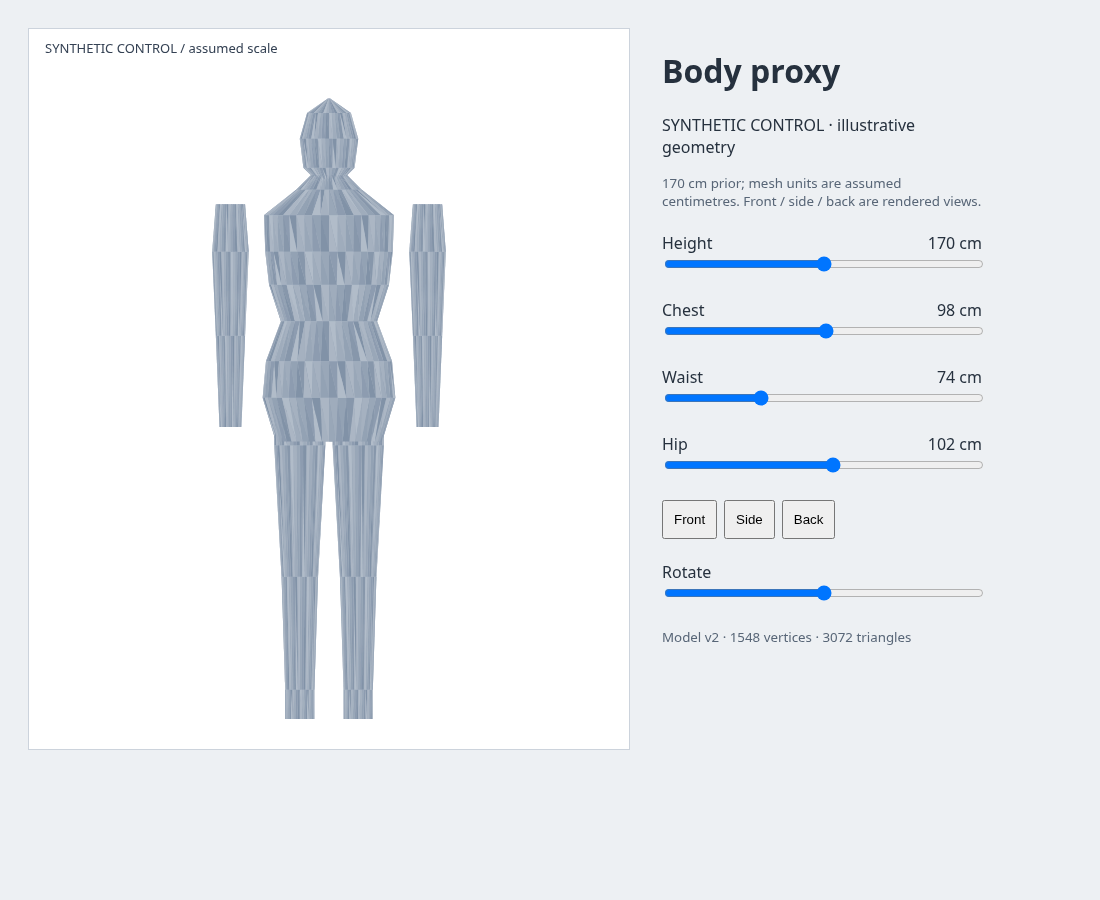 SYNTHETIC CONTROL / assumed scale
Body proxy
SYNTHETIC CONTROL · illustrative
geometry
170 cm prior; mesh units are assumed
centimetres. Front / side / back are rendered views.
Height 170 cm
Chest 98 cm
Waist 74 cm
Hip 102 cm
Front Side Back
Rotate
Model v2 · 1548 vertices · 3072 triangles